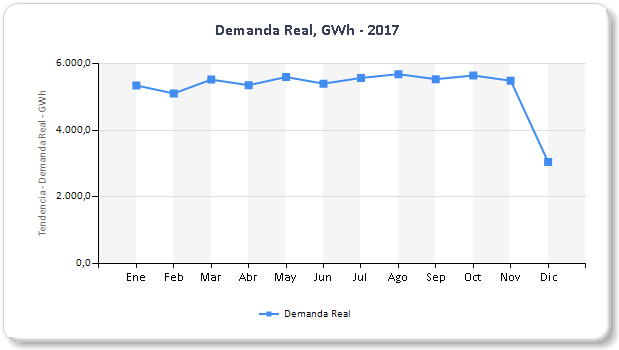 Demanda Real, GWh - 2017
Tendencia - Demanda Real - GWh
6.000,0
4.000,0
2.000,0
0,0
Ene Feb Mar Abr May Jun Jul Ago Sep Oct Nov Dic
Demanda Real